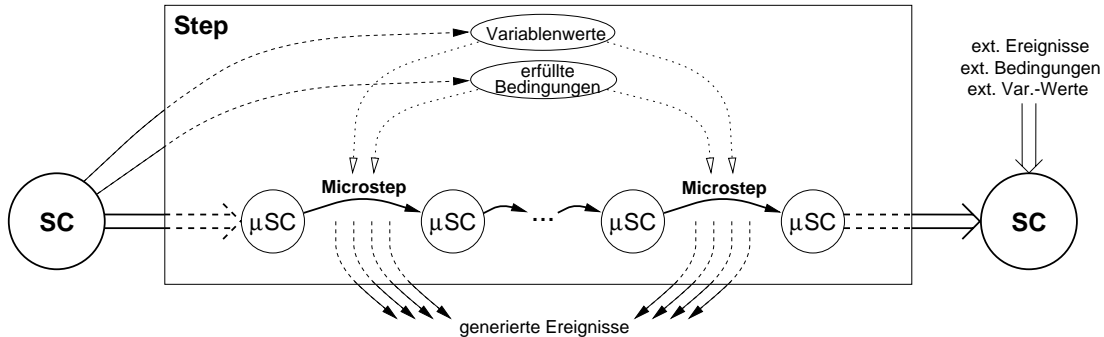 Step
Variablenwerte
erfüllte
Bedingungen
ext. Ereignisse
ext. Bedingungen
ext. Var.-Werte
Microstep
Microstep
SC
μSC
μSC
...
μSC
μSC
SC
generierte Ereignisse